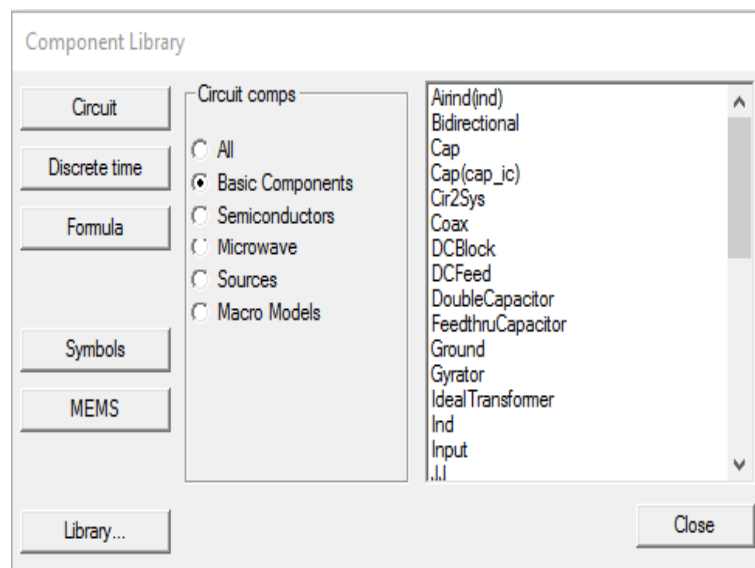 Component Library
Circuit
Discrete time
Formula
Symbols
MEMS
Library...
Circuit comps
All
Basic Components
Semiconductors
Microwave
Sources
Macro Models
Airind(ind)
Bidirectional
Cap
Cap(cap_ic)
Cir2Sys
Coax
DCBlock
DCFeed
DoubleCapacitor
FeedthruCapacitor
Ground
Gyrator
IdealTransformer
Ind
Input
Close